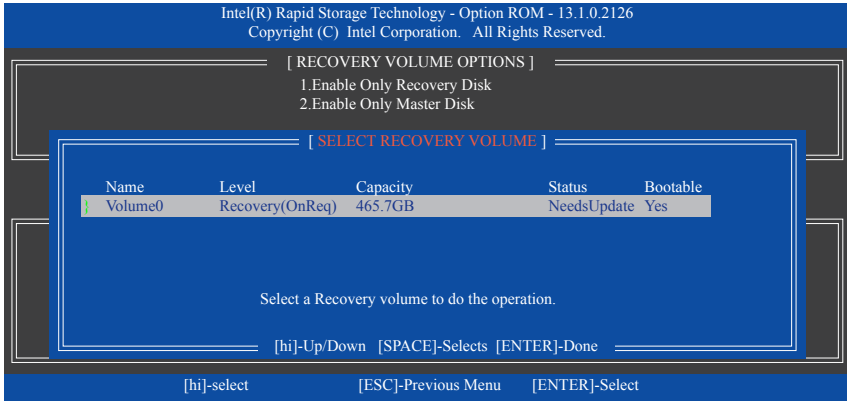 Intel(R) Rapid Storage Technology - Option ROM - 13.1.0.2126
Copyright (C) Intel Corporation. All Rights Reserved.
[ RECOVERY VOLUME OPTIONS ]
1.Enable Only Recovery Disk
2.Enable Only Master Disk
[ SELECT RECOVERY VOLUME ]
Name Level Capacity Status Bootable
Volume0 Recovery(OnReq) 465.7GB NeedsUpdate Yes
Select a Recovery volume to do the operation.
[hi]-Up/Down [SPACE]-Selects [ENTER]-Done
[hi]-select [ESC]-Previous Menu [ENTER]-Select